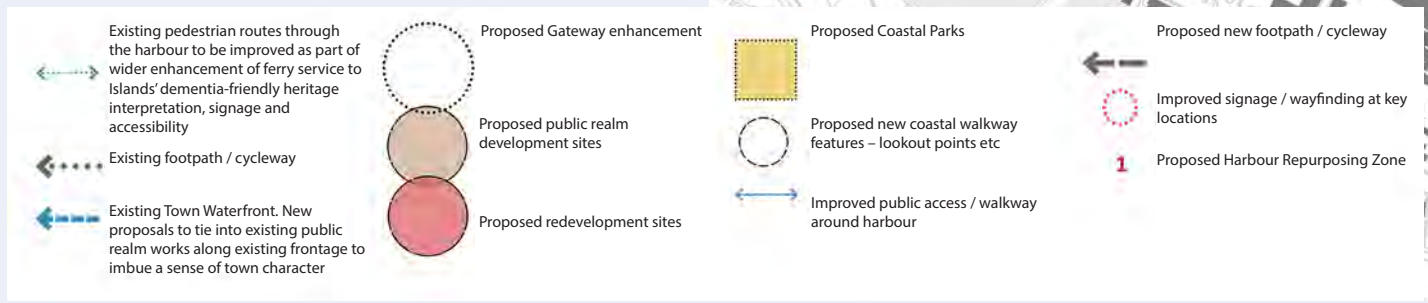 Existing pedestrian routes through
the harbour to be improved as part of
wider enhancement of ferry service to
Islands’ dementia-friendly heritage
interpretation, signage and
accessibility
Existing footpath / cycleway
Existing Town Waterfront. New
proposals to tie into existing public
realm works along existing frontage to
imbue a sense of town character
Proposed Gateway enhancement
Proposed public realm
development sites
Proposed redevelopment sites
Proposed Coastal Parks
Proposed new coastal walkway
features – lookout points etc
Improved public access / walkway
around harbour
Proposed new footpath / cycleway
Improved signage / wayfinding at key
locations
1 Proposed Harbour Repurposing Zone